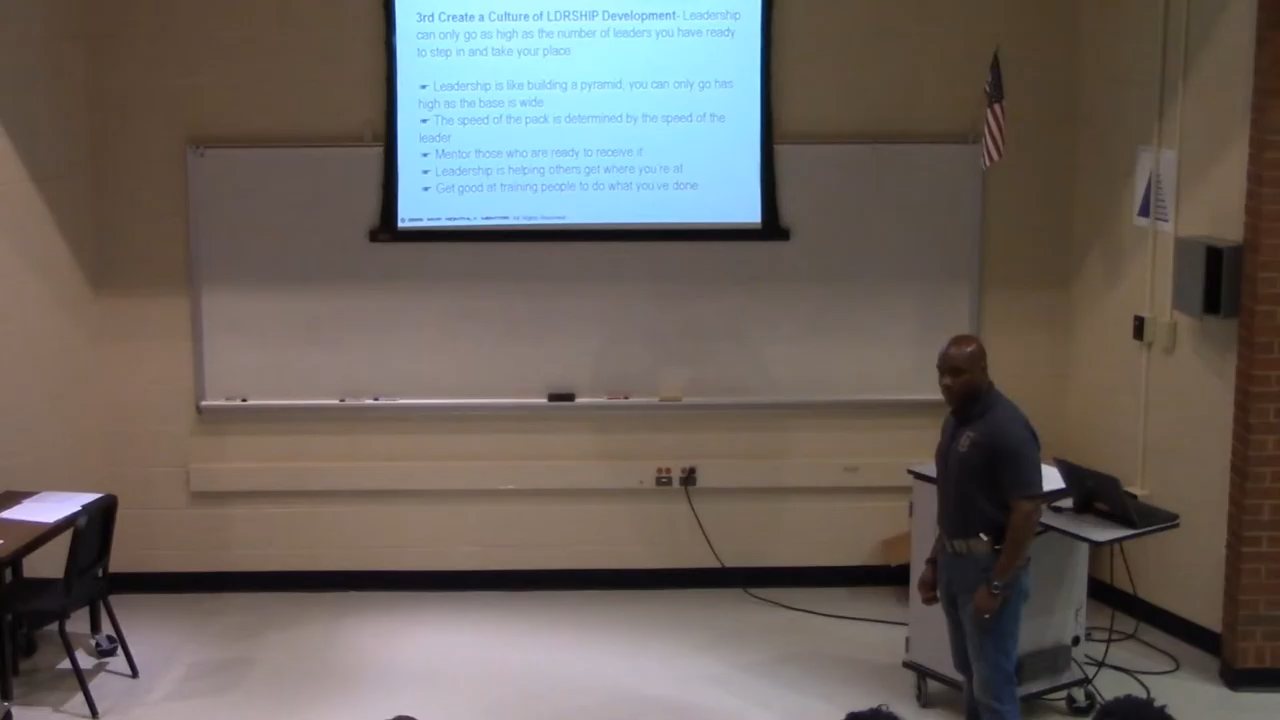 3rd Create a Culture of LDRSHIP Development- Leadership
can only go as high as the number of leaders you have ready
to step in and take your place
☛ Leadership is like building a pyramid, you can only go has
high as the base is wide
☛ The speed of the pack is determined by the speed of the
leader
☛ Mentor those who are ready to receive it
☛ Leadership is helping others get where you're at
☛ Get good at training people to do what you've done
All Rights Reserved